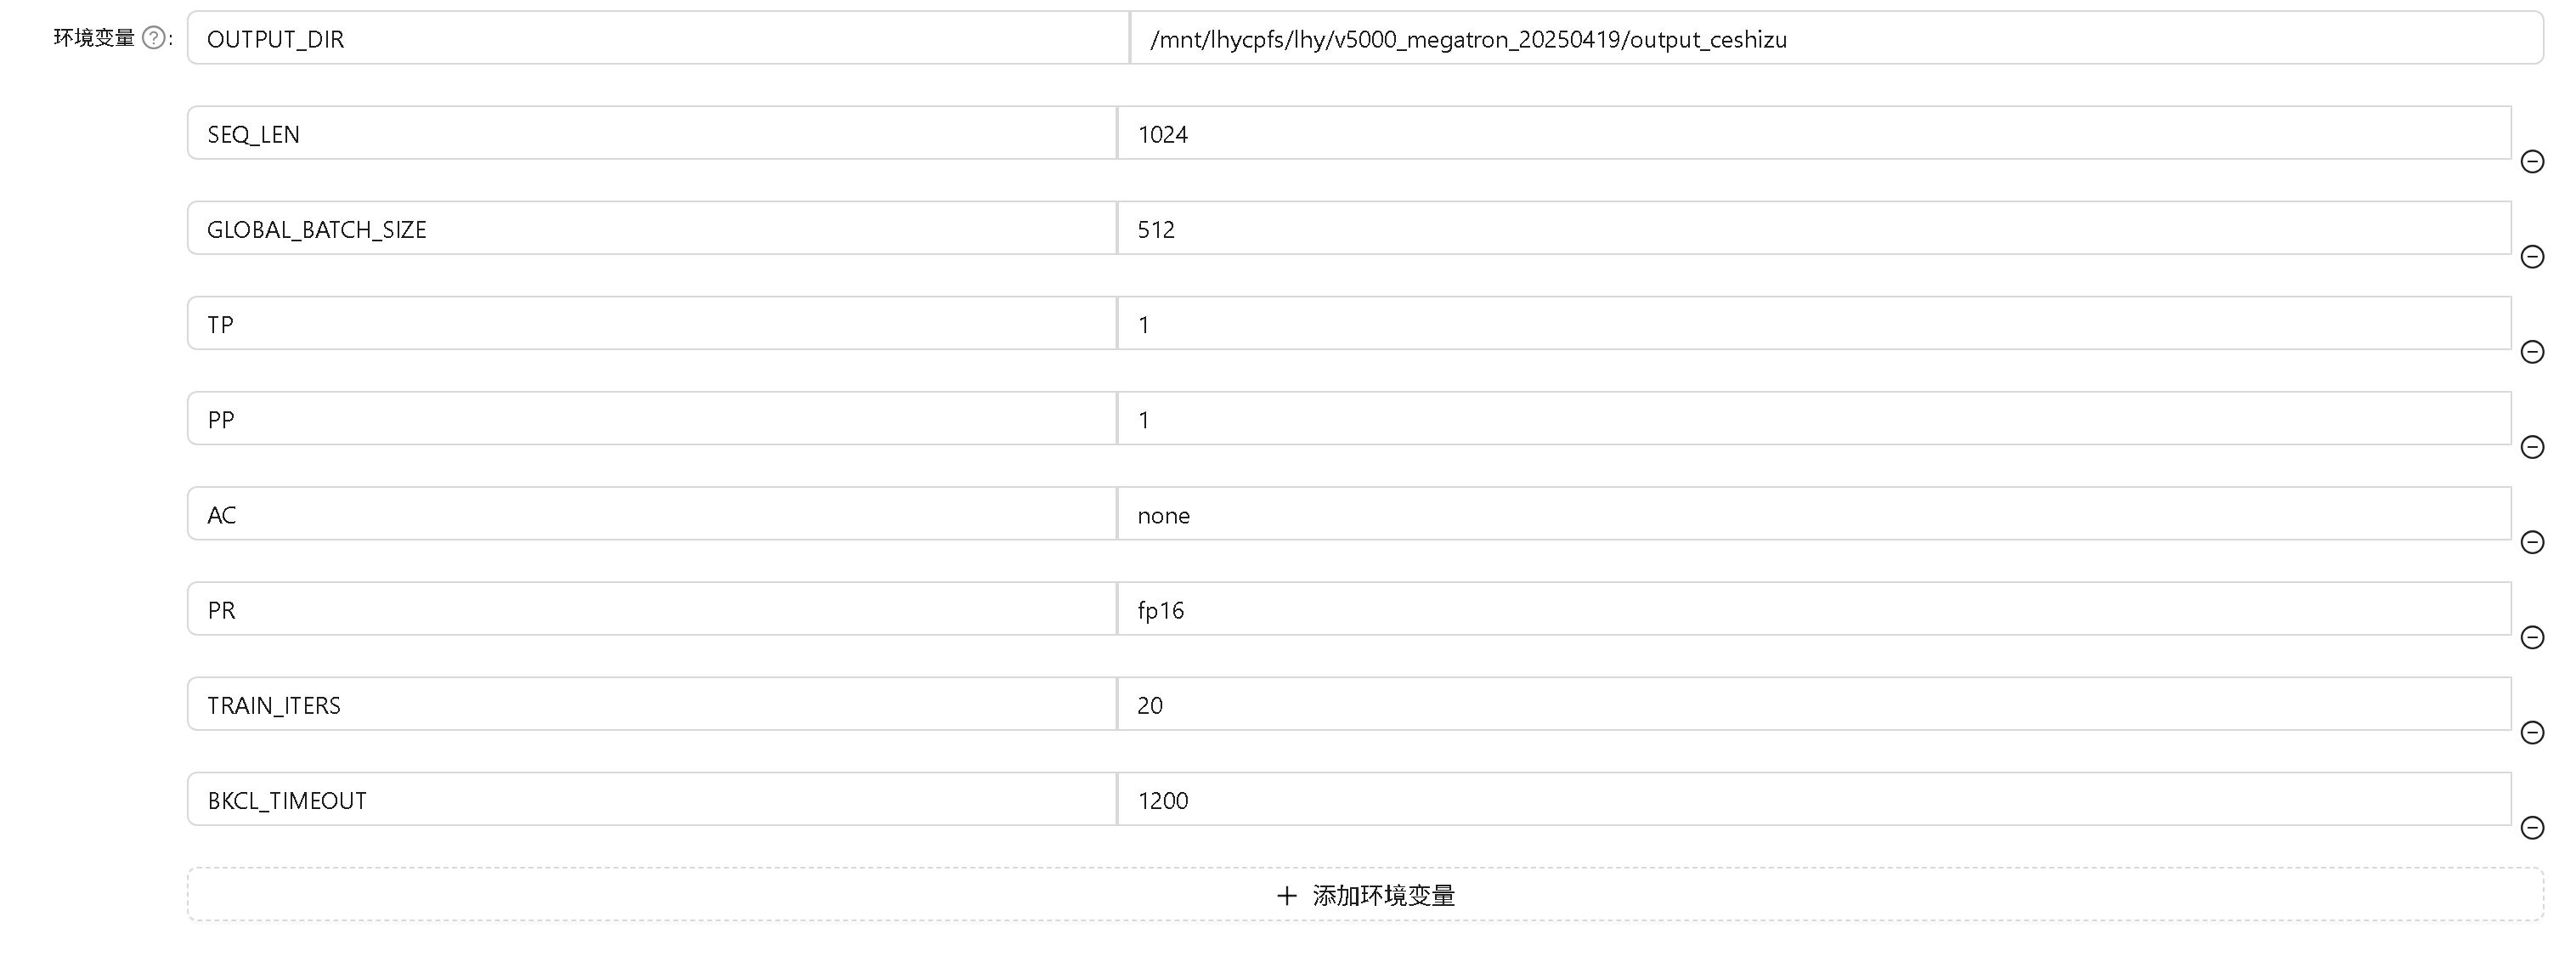 环境变量 ? : OUTPUT_DIR /mnt/lhycpfs/lhy/v5000_megatron_20250419/output_ceshizu
SEQ_LEN 1024
GLOBAL_BATCH_SIZE 512
TP 1
PP 1
AC none
PR fp16
TRAIN_ITERS 20
BKCL_TIMEOUT 1200
+ 添加环境变量